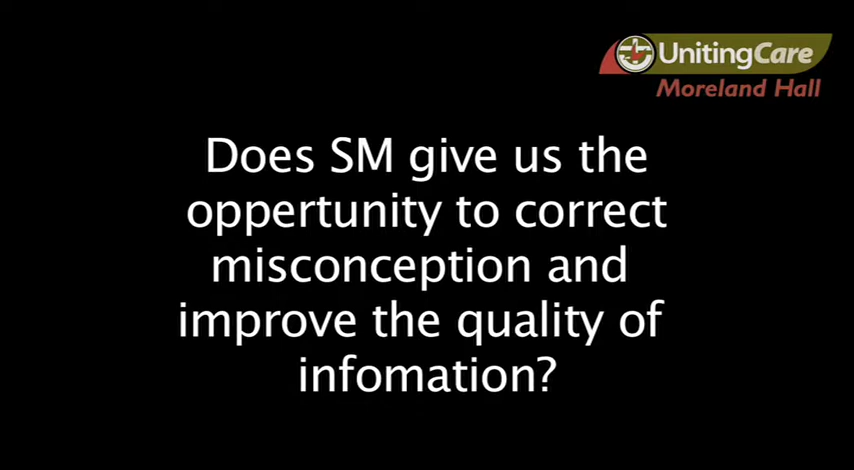 UnitingCare
Moreland Hall
Does SM give us the
oppertunity to correct
misconception and
improve the quality of
infomation?